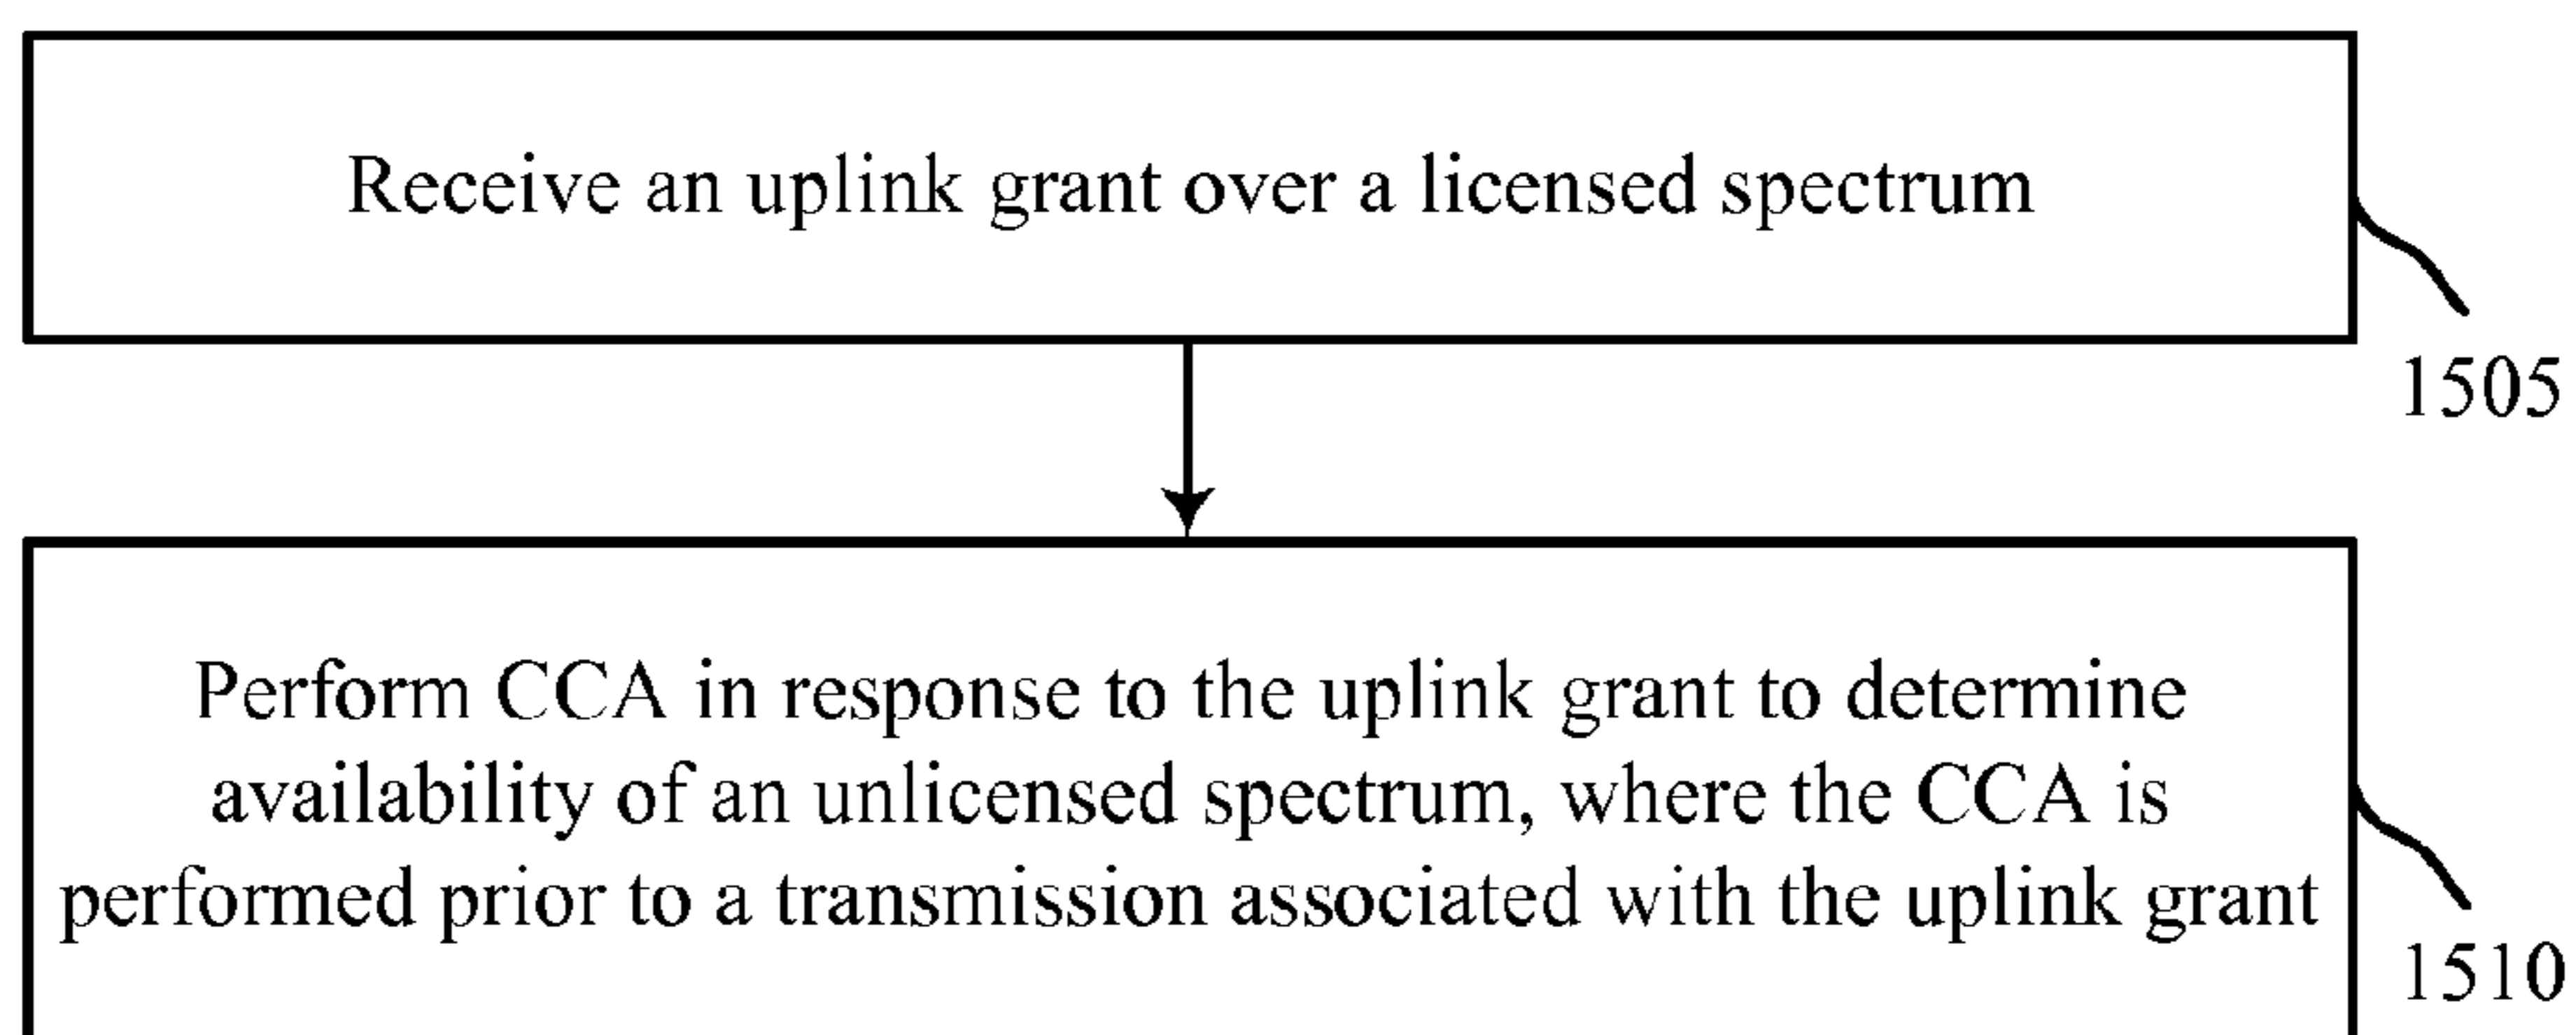 Receive an uplink grant over a licensed spectrum
1505
Perform CCA in response to the uplink grant to determine
availability of an unlicensed spectrum, where the CCA is
performed prior to a transmission associated with the uplink grant
1510